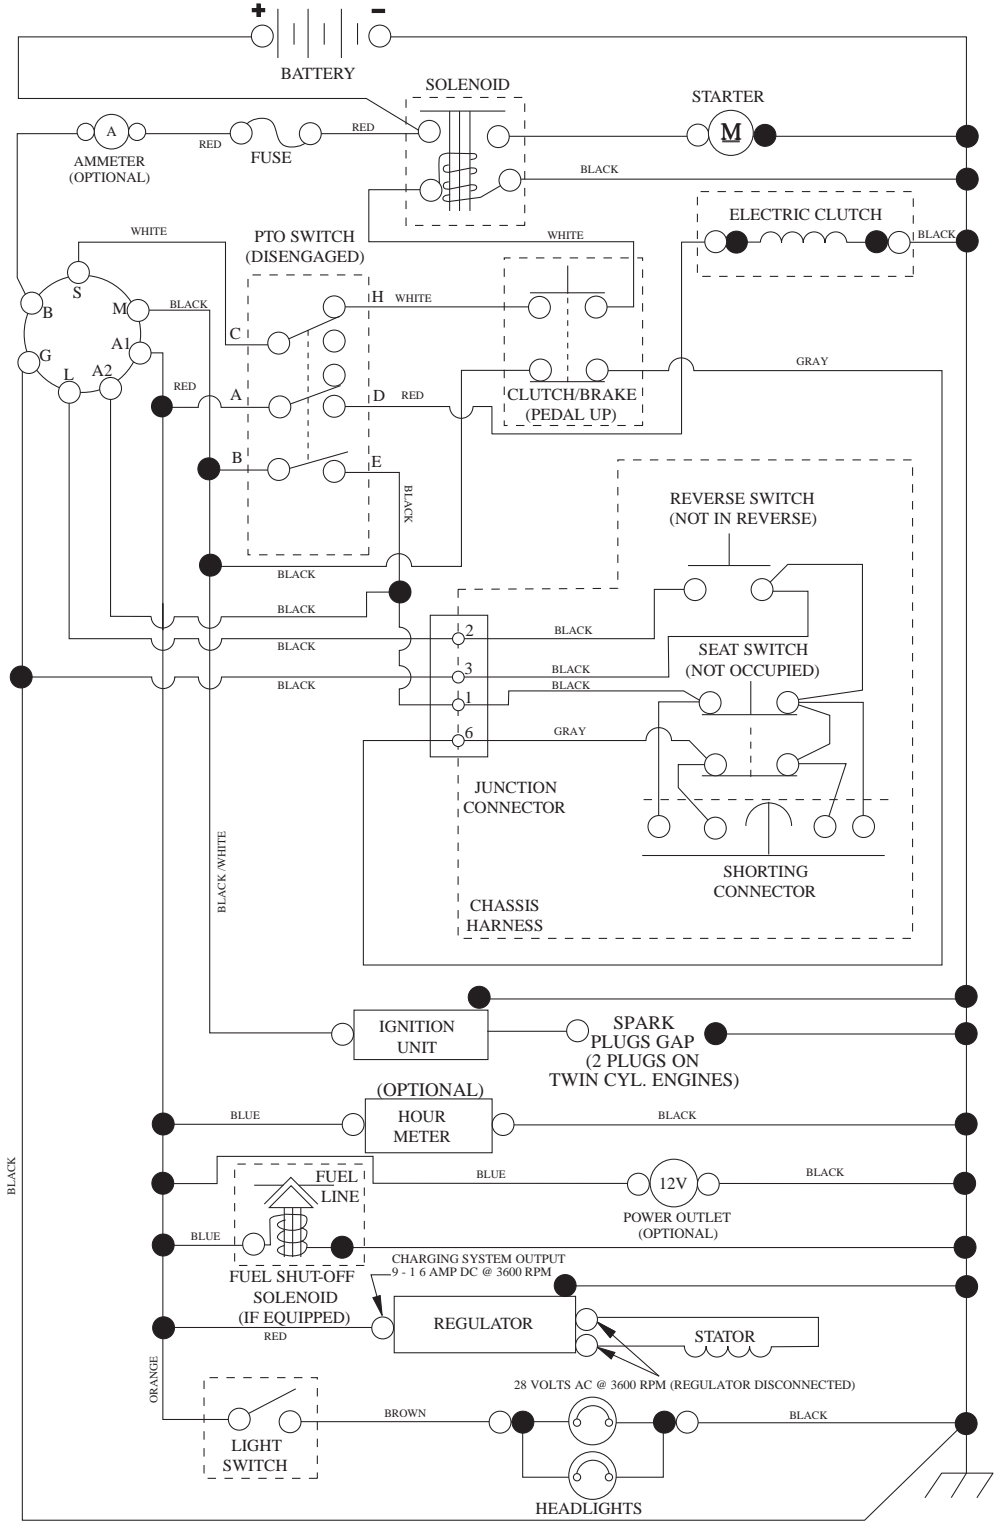 + -
BATTERY
SOLENOID
STARTER
A
M
AMMETER
(OPTIONAL)
RED
FUSE
RED
BLACK
WHITE
PTO SWITCH
(DISENGAGED)
WHITE
ELECTRIC CLUTCH
BLACK
S
B
M
BLACK
G
A1
L
A2
C
H
WHITE
RED
A
D
RED
B
E
BLACK
CLUTCH/BRAKE
(PEDAL UP)
GRAY
REVERSE SWITCH
(NOT IN REVERSE)
BLACK
BLACK
BLACK
BLACK
2
BLACK
3
BLACK
1
BLACK
6
GRAY
SEAT SWITCH
(NOT OCCUPIED)
JUNCTION
CONNECTOR
SHORTING
CONNECTOR
CHASSIS
HARNESS
BLACK /WHITE
IGNITION
UNIT
SPARK
PLUGS GAP
(2 PLUGS ON
TWIN CYL. ENGINES)
(OPTIONAL)
HOUR
METER
BLUE
BLACK
BLACK
FUEL
LINE
BLUE
12V
BLACK
POWER OUTLET
(OPTIONAL)
BLUE
FUEL SHUT-OFF
SOLENOID
(IF EQUIPPED)
CHARGING SYSTEM OUTPUT
9 - 1 6 AMP DC @ 3600 RPM
RED
REGULATOR
STATOR
28 VOLTS AC @ 3600 RPM (REGULATOR DISCONNECTED)
ORANGE
LIGHT
SWITCH
BROWN
BLACK
HEADLIGHTS